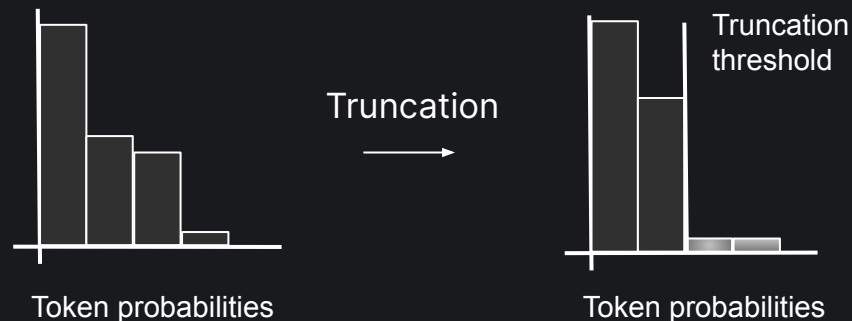 Truncation
threshold
Truncation
Token probabilities
Token probabilities